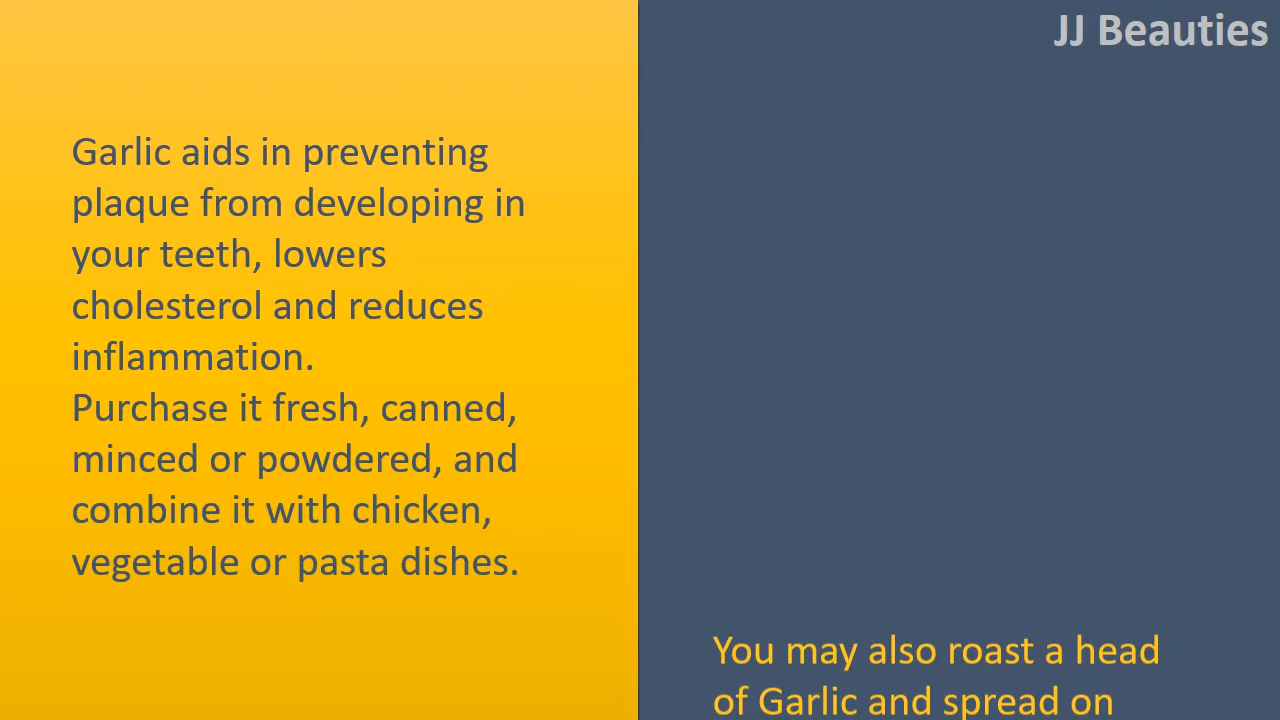 JJ Beauties
Garlic aids in preventing
plaque from developing in
your teeth, lowers
cholesterol and reduces
inflammation.
Purchase it fresh, canned,
minced or powdered, and
combine it with chicken,
vegetable or pasta dishes.
You may also roast a head
of Garlic and spread on